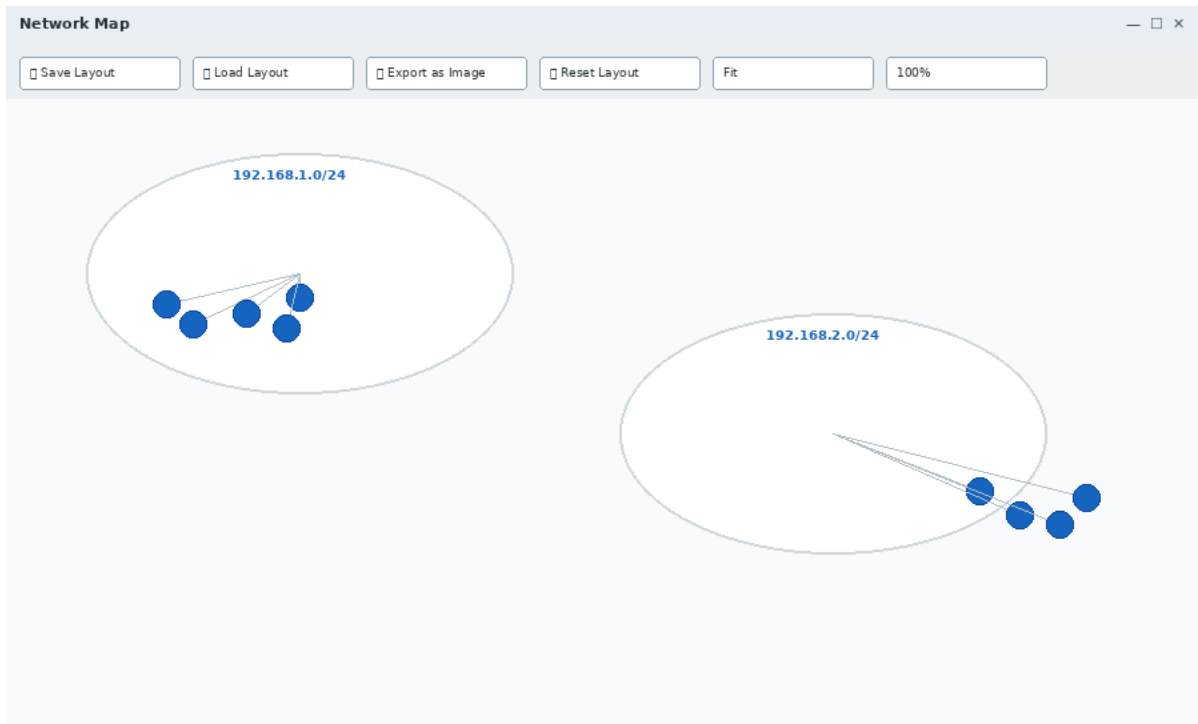 Network Map
Save Layout
Load Layout
Export as Image
Reset Layout
Fit
100%
192.168.1.0/24
192.168.2.0/24